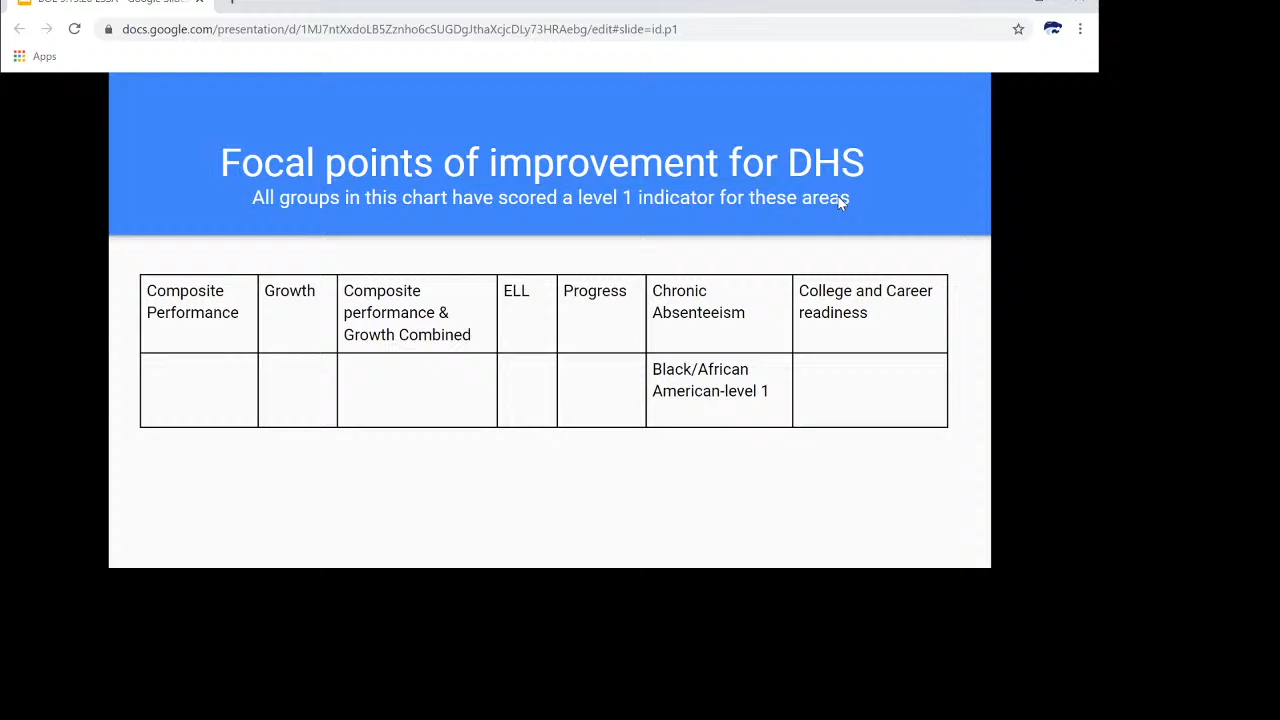 docs.google.com/presentation/d/1MJ7ntXxdoLB5Zznho6cSUGDgJthaXcjcDLy73HRAebg/edit#slide=id.p1
Apps
Focal points of improvement for DHS
All groups in this chart have scored a level 1 indicator for these areas
Composite
Performance
Growth
Composite
performance &
Growth Combined
ELL
Progress
Chronic
Absenteeism
College and Career
readiness
Black/African
American-level 1